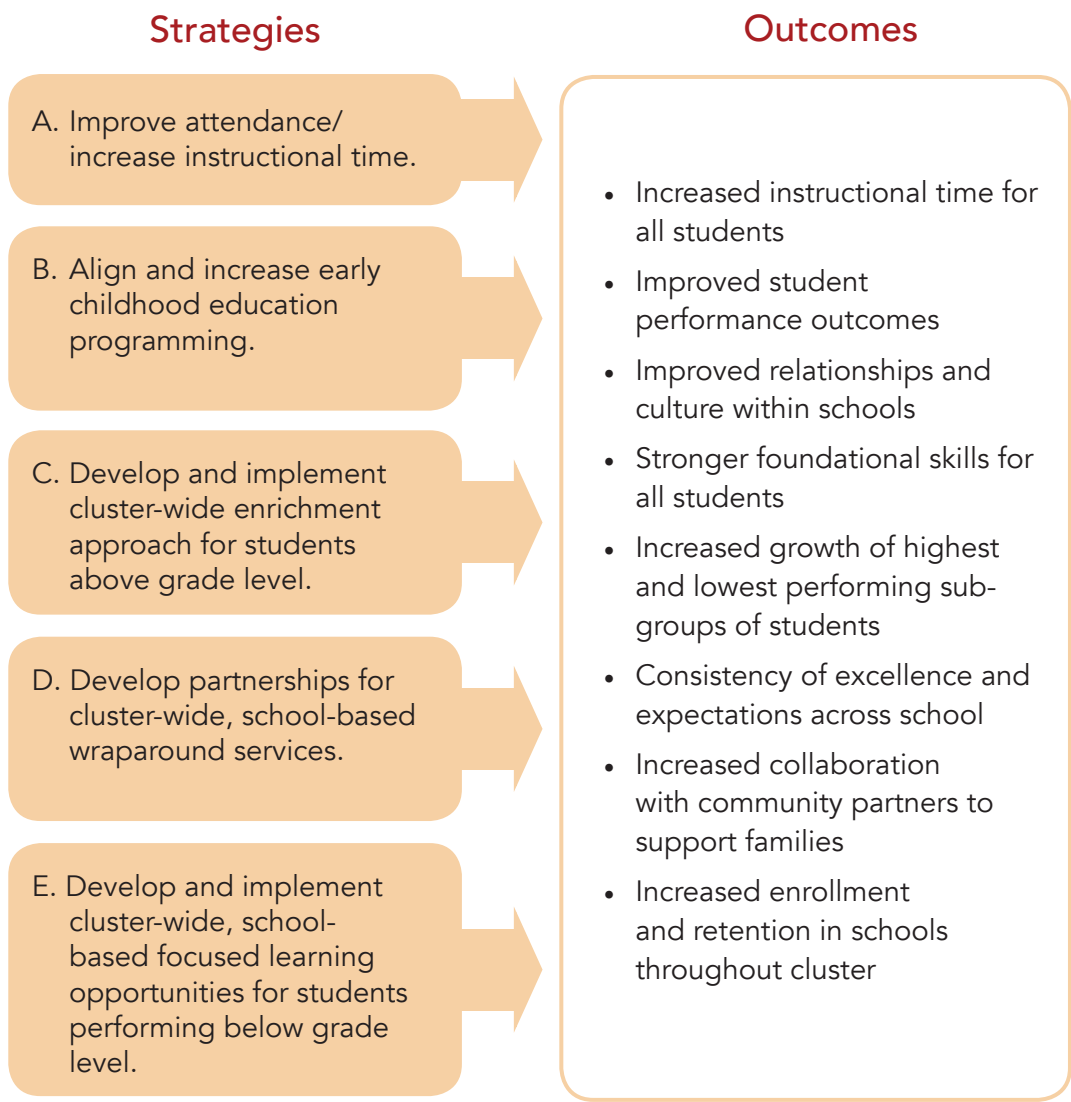 Strategies
A. Improve attendance/
increase instructional time.
B. Align and increase early
childhood education
programming.
C. Develop and implement
cluster-wide enrichment
approach for students
above grade level.
D. Develop partnerships for
cluster-wide, school-based
wraparound services.
E. Develop and implement
cluster-wide, school-
based focused learning
opportunities for students
performing below grade
level.
Outcomes
• Increased instructional time for
all students
• Improved student
performance outcomes
• Improved relationships and
culture within schools
• Stronger foundational skills for
all students
• Increased growth of highest
and lowest performing sub-
groups of students
• Consistency of excellence and
expectations across school
• Increased collaboration
with community partners to
support families
• Increased enrollment
and retention in schools
throughout cluster